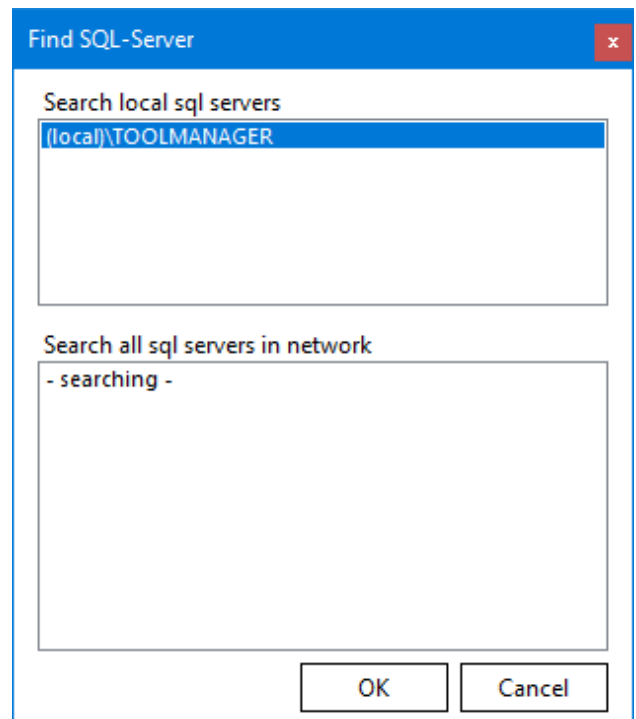 Find SQL-Server
x
Search local sql servers
(local)\TOOLMANAGER
Search all sql servers in network
- searching -
OK
Cancel